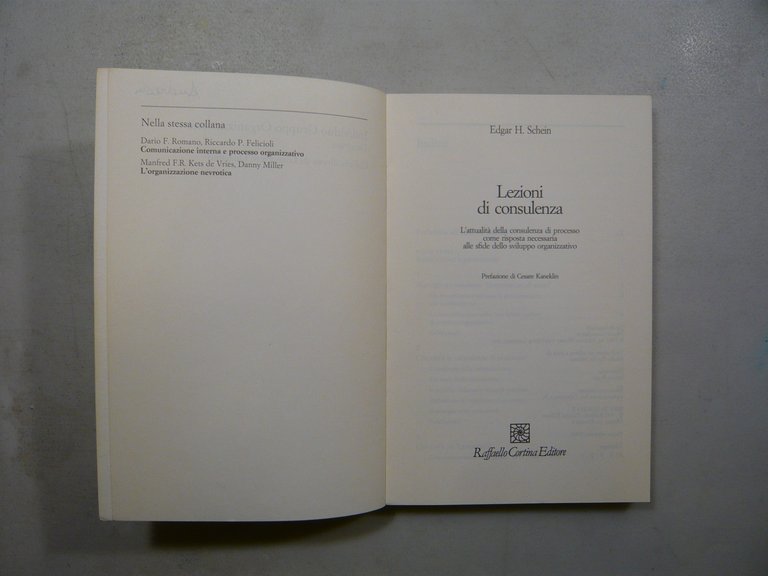 Nella stessa collana
Dario F. Romano, Riccardo P. Felicioli
Comunicazione interna e processo organizzativo
Manfred F.R. Kets de Vries, Danny Miller
L'organizzazione nevrotica
Edgar H. Schein
Lezioni
di consulenza
L'attualità della consulenza di processo
come risposta necessaria
alle sfide dello sviluppo organizzativo
Prefazione di Cesare Kaneklin
Raffaello Cortina Editore